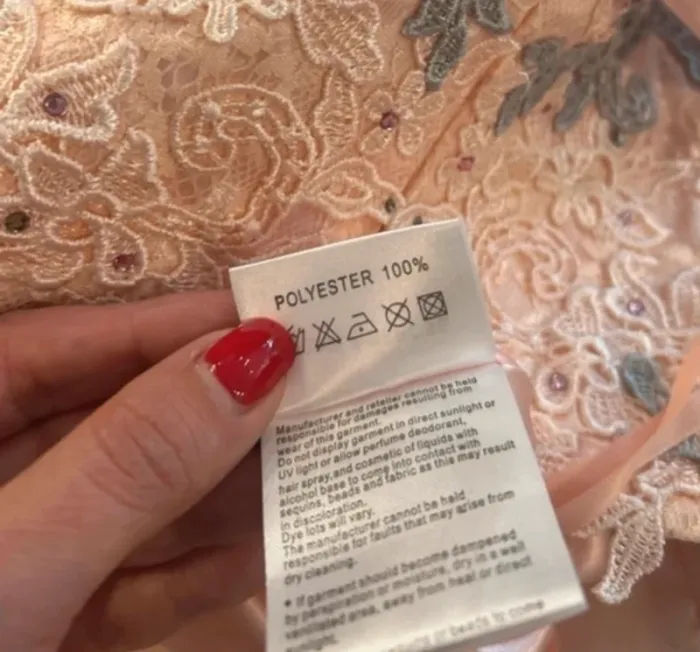 POLYESTER 100%
Manufacturer and retailer cannot be held
responsible for damages resulting from
wear of this garment.
Do not display garment in direct sunlight or
UV light or allow perfume deodorant,
hair spray,and cosmetic of liquids with
alcohol base to come into contact with
sequins, beads and fabric as this may result
in discoloration.
Dye lots will vary.
The manufacturer cannot be held
responsible for faults that may arise from
dry cleaning.
• If garment should become dampened
by perspiration or moisture, dry in a well
ventilated area, away from heat or direct
sunlight.
or beads to come